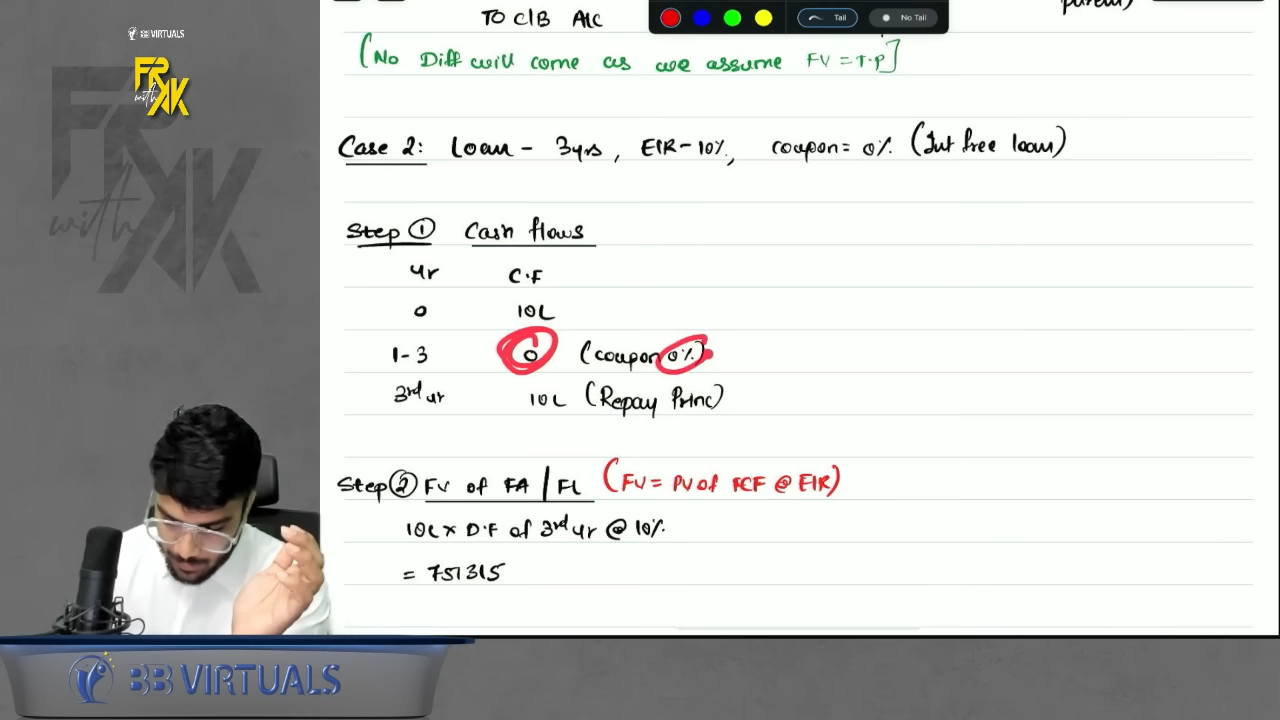 BB VIRTUALS
FR
with
AK
FR
with
AK
TO C/B A/C
Tail
No Tail
(No Diff will come as we assume FV = T.P]
Case 2: Loan - 3yrs, EIR-10%, coupon= 0% (Int free loan)
Step ① Cash flows
Yr C.F
0 10L
1-3 0 (coupon 0%)
3rd yr 10L (Repay Princ)
Step ② FV of FA / FL (FV= PV of FCF @ EIR)
10L x D.F of 3rd yr @ 10%
= 751315
BB VIRTUALS